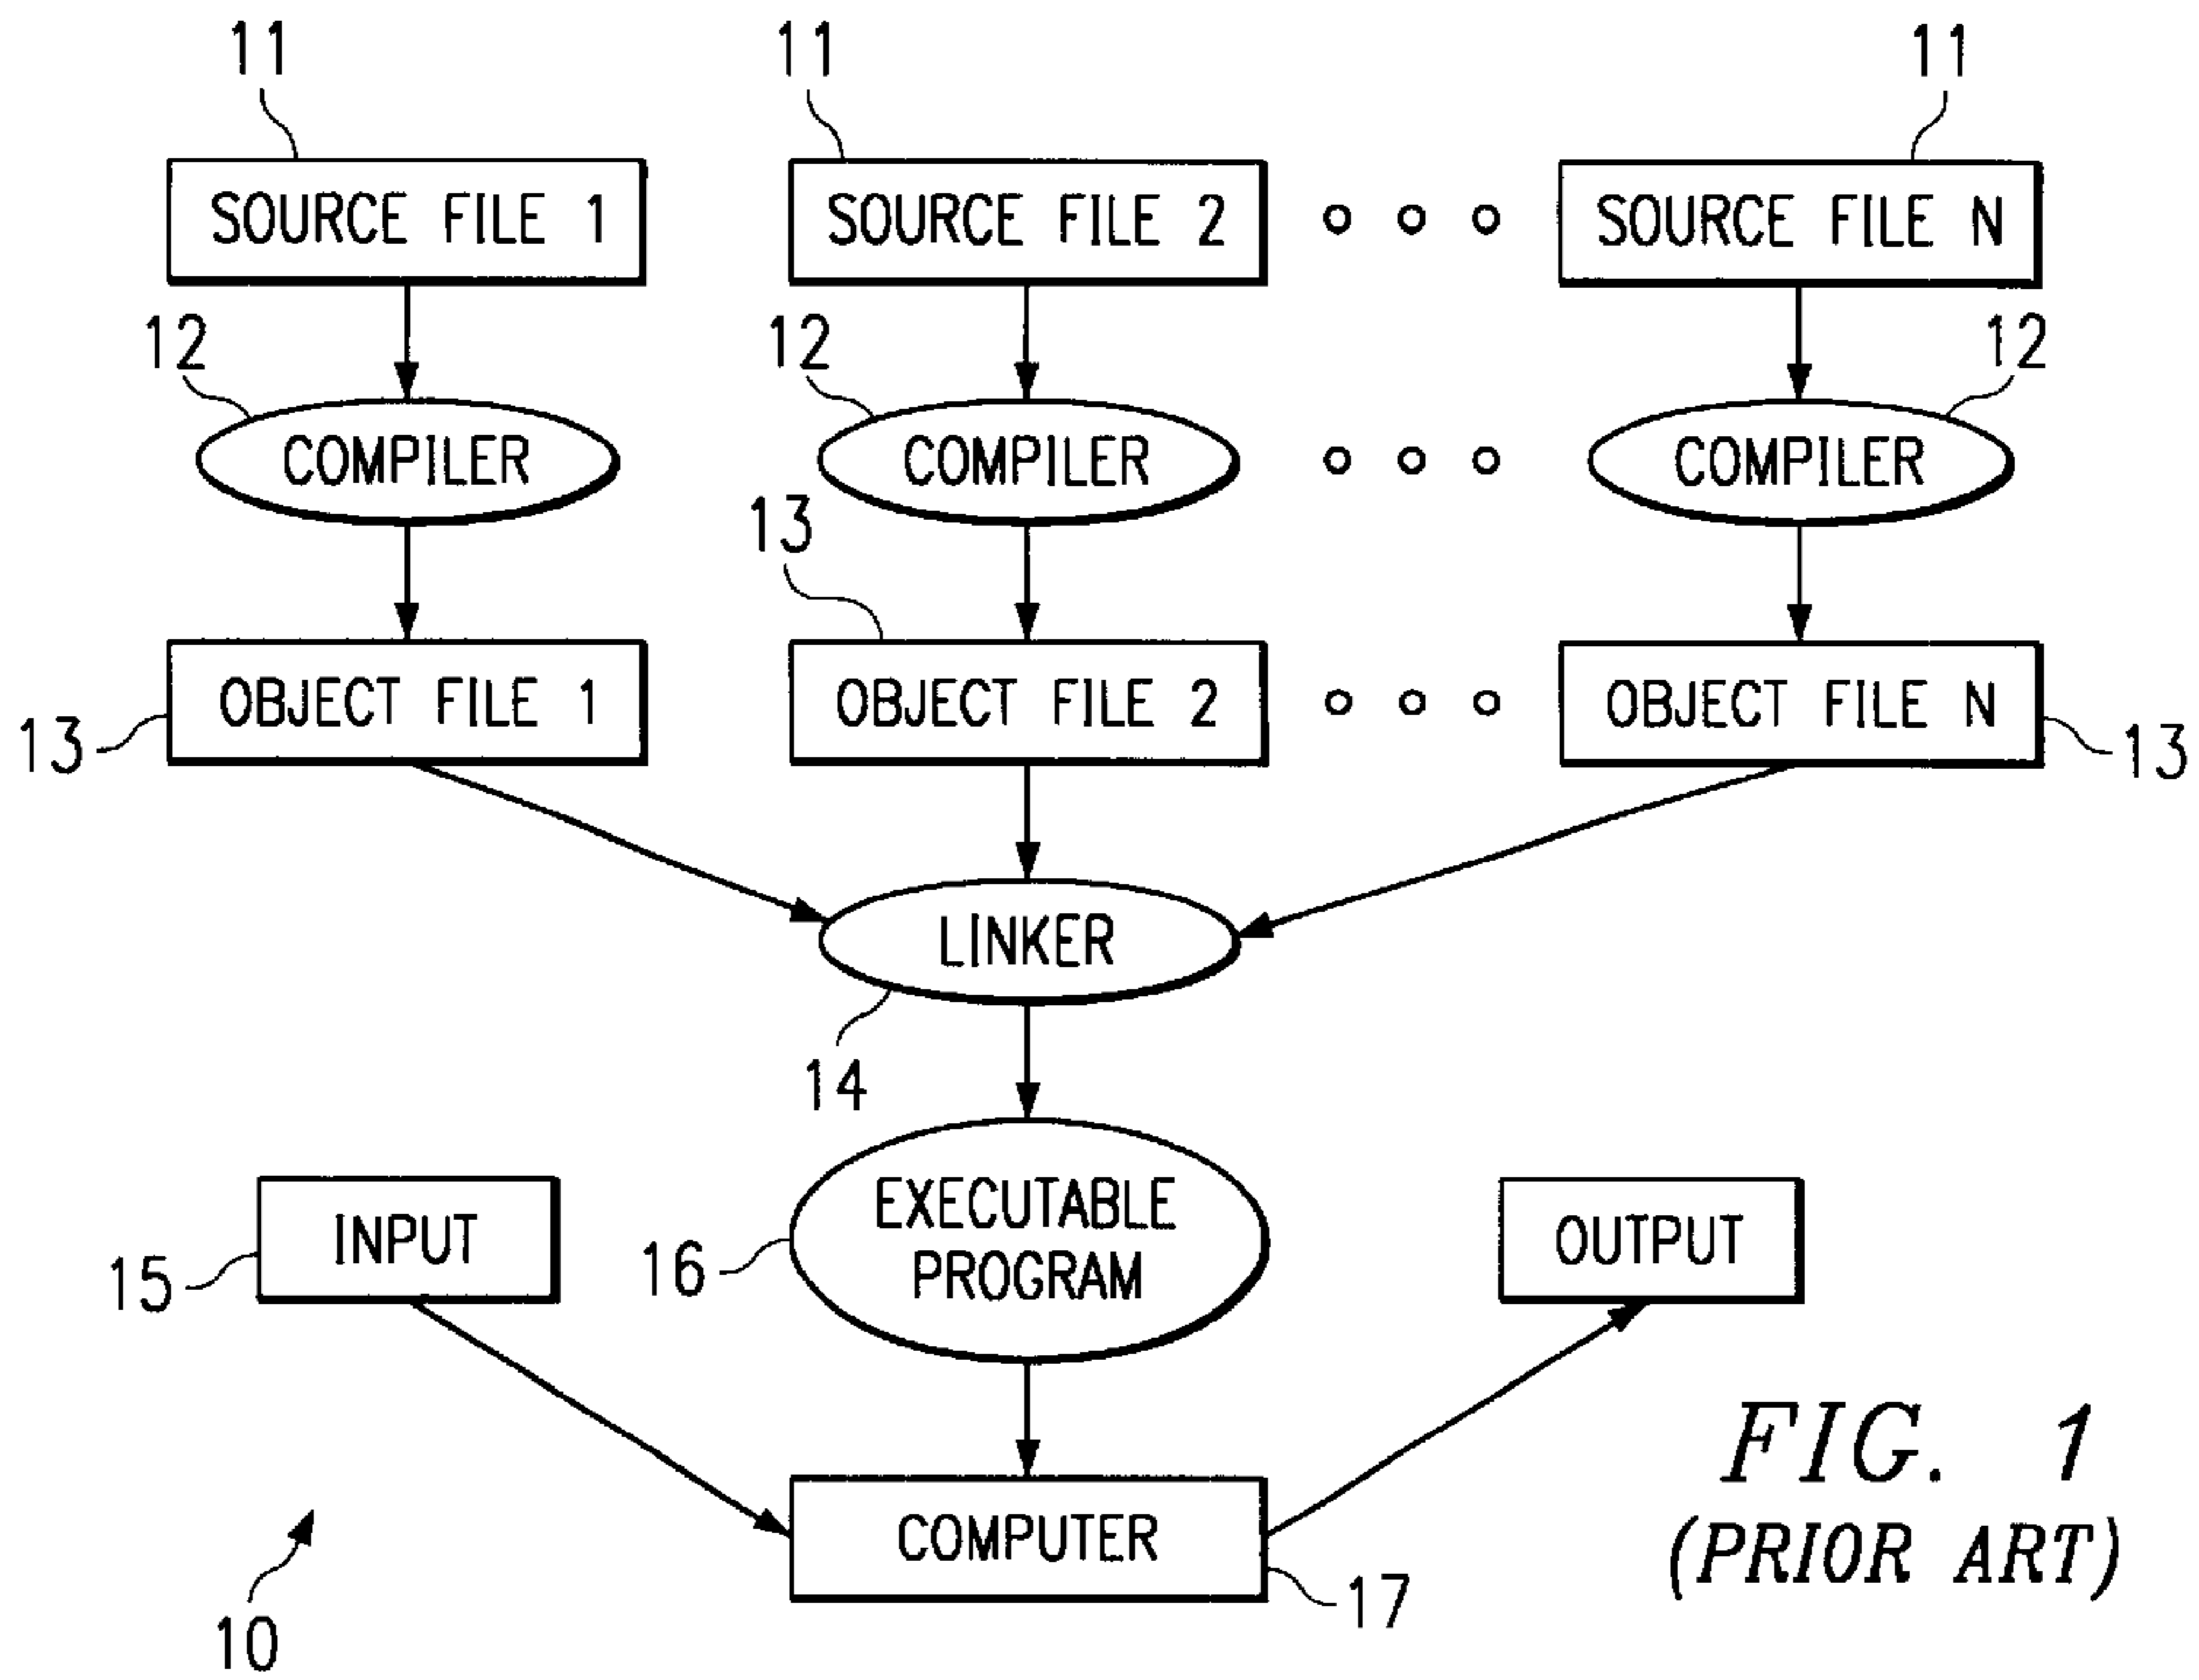 11 11 11
SOURCE FILE 1 SOURCE FILE 2 SOURCE FILE N
12 12 12
COMPILER COMPILER COMPILER
13
OBJECT FILE 1 OBJECT FILE 2 OBJECT FILE N
13 13
LINKER
14
EXECUTABLE
PROGRAM
INPUT OUTPUT
15 16
FIG. 1
COMPUTER (PRIOR ART)
17
10